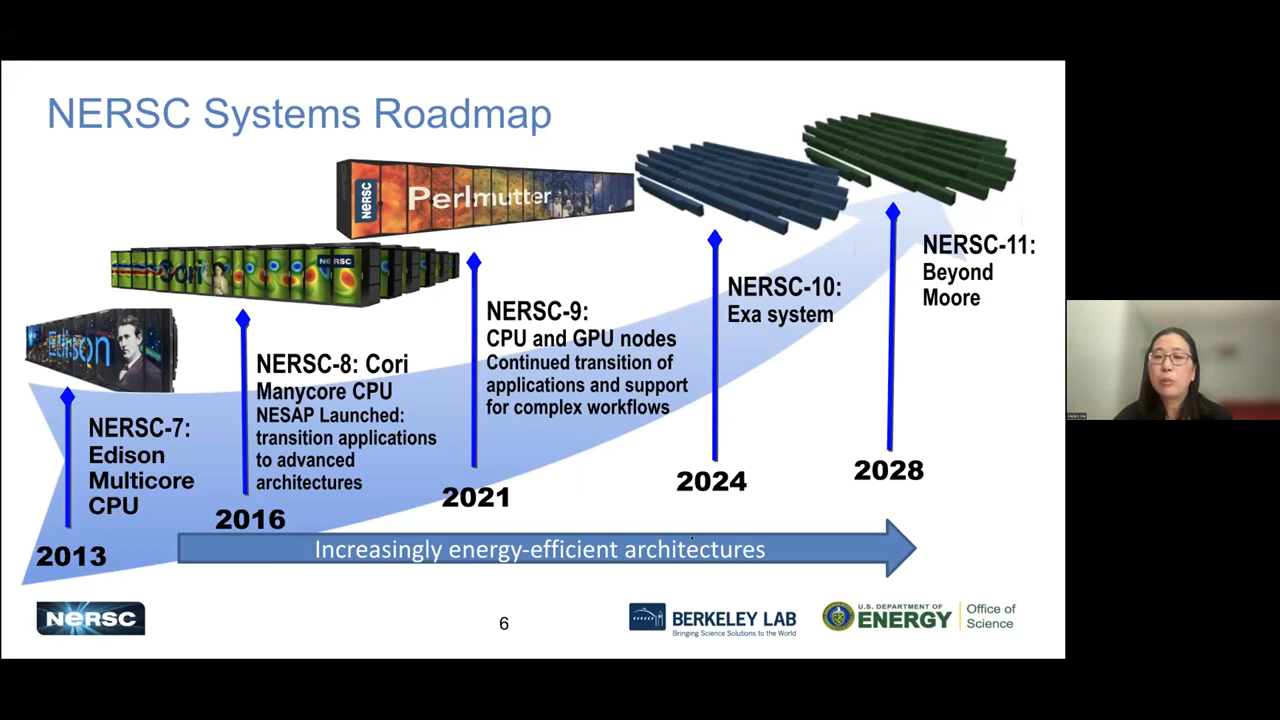 NERSC Systems Roadmap
NERSC
Perlmutter
Cori
NERSC
Edison
NERSC-7:
Edison
Multicore
CPU
2013
NERSC-8: Cori
Manycore CPU
NESAP Launched:
transition applications
to advanced
architectures
2016
NERSC-9:
CPU and GPU nodes
Continued transition of
applications and support
for complex workflows
2021
NERSC-10:
Exa system
2024
NERSC-11:
Beyond
Moore
2028
Increasingly energy-efficient architectures
NERSC
6
BERKELEY LAB
Bringing Science Solutions to the World
U.S. DEPARTMENT OF
ENERGY
Office of
Science